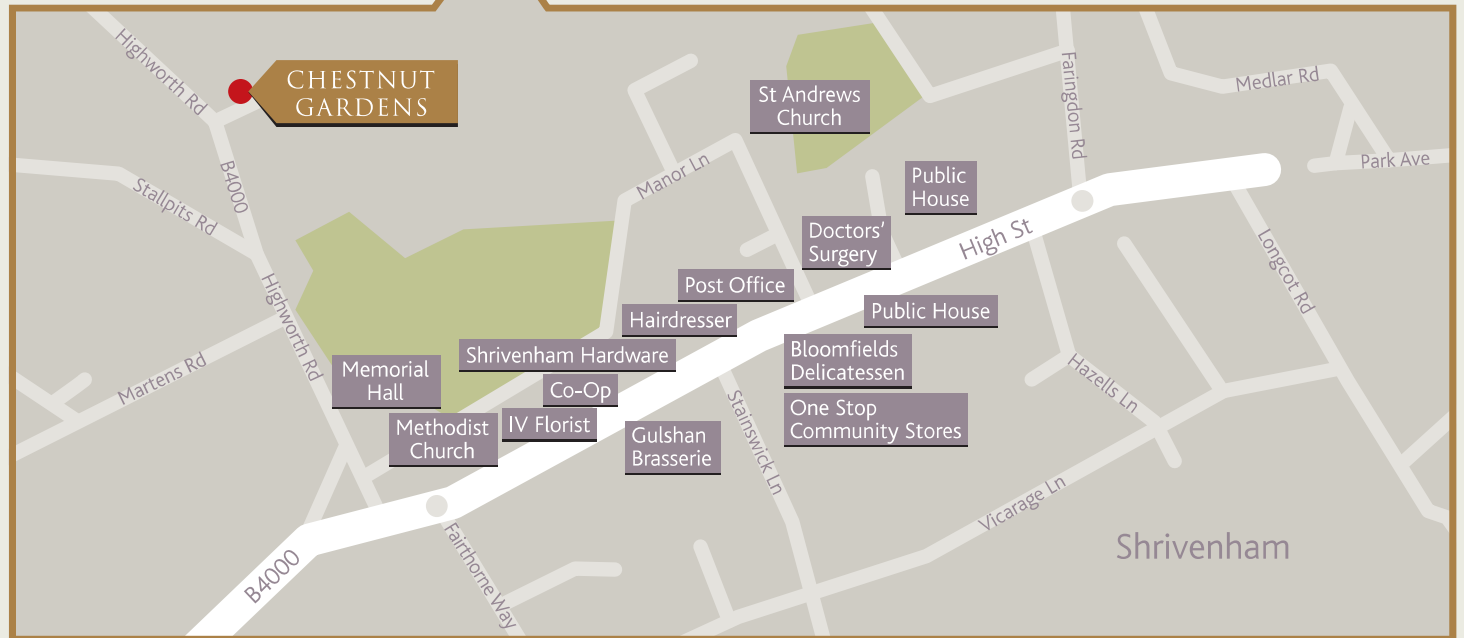 Highworth Rd
CHESTNUT
GARDENS
St Andrews
Church
Faringdon Rd
Medlar Rd
Park Ave
B4000
Stallpits Rd
Manor Ln
Public
House
Doctors'
Surgery
High St
Longcot Rd
Highworth Rd
Post Office
Public House
Hairdresser
Shrivenham Hardware
Bloomfields
Delicatessen
Memorial
Hall
Martens Rd
Co-Op
Hazells Ln
Stainswick Ln
One Stop
Community Stores
IV Florist
Methodist
Church
Gulshan
Brasserie
Vicarage Ln
Fairthorne Way
B4000
Shrivenham